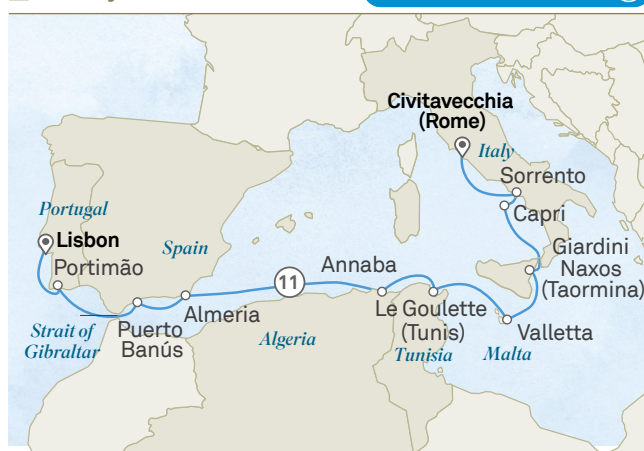 Civitavecchia
(Rome)
Italy
Sorrento
Capri
Portugal
Lisbon
Spain
Portimão
Giardini
Naxos
(Taormina)
Annaba
11
Almeria
Le Goulette
(Tunis)
Valletta
Strait of
Gibraltar
Puerto
Banús
Algeria
Tunisia
Malta